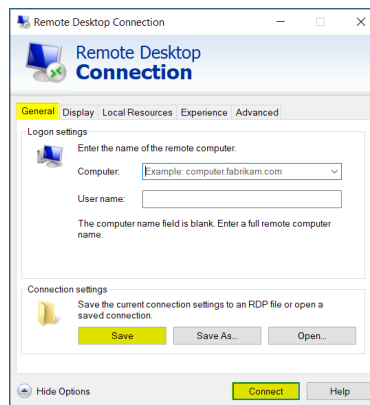 Remote Desktop Connection
Remote Desktop
Connection
General Display Local Resources Experience Advanced
Logon settings
Enter the name of the remote computer.
Computer: Example: computer.fabrikam.com
User name:
The computer name field is blank. Enter a full remote computer
name.
Connection settings
Save the current connection settings to an RDP file or open a
saved connection.
Save Save As... Open...
Hide Options Connect Help